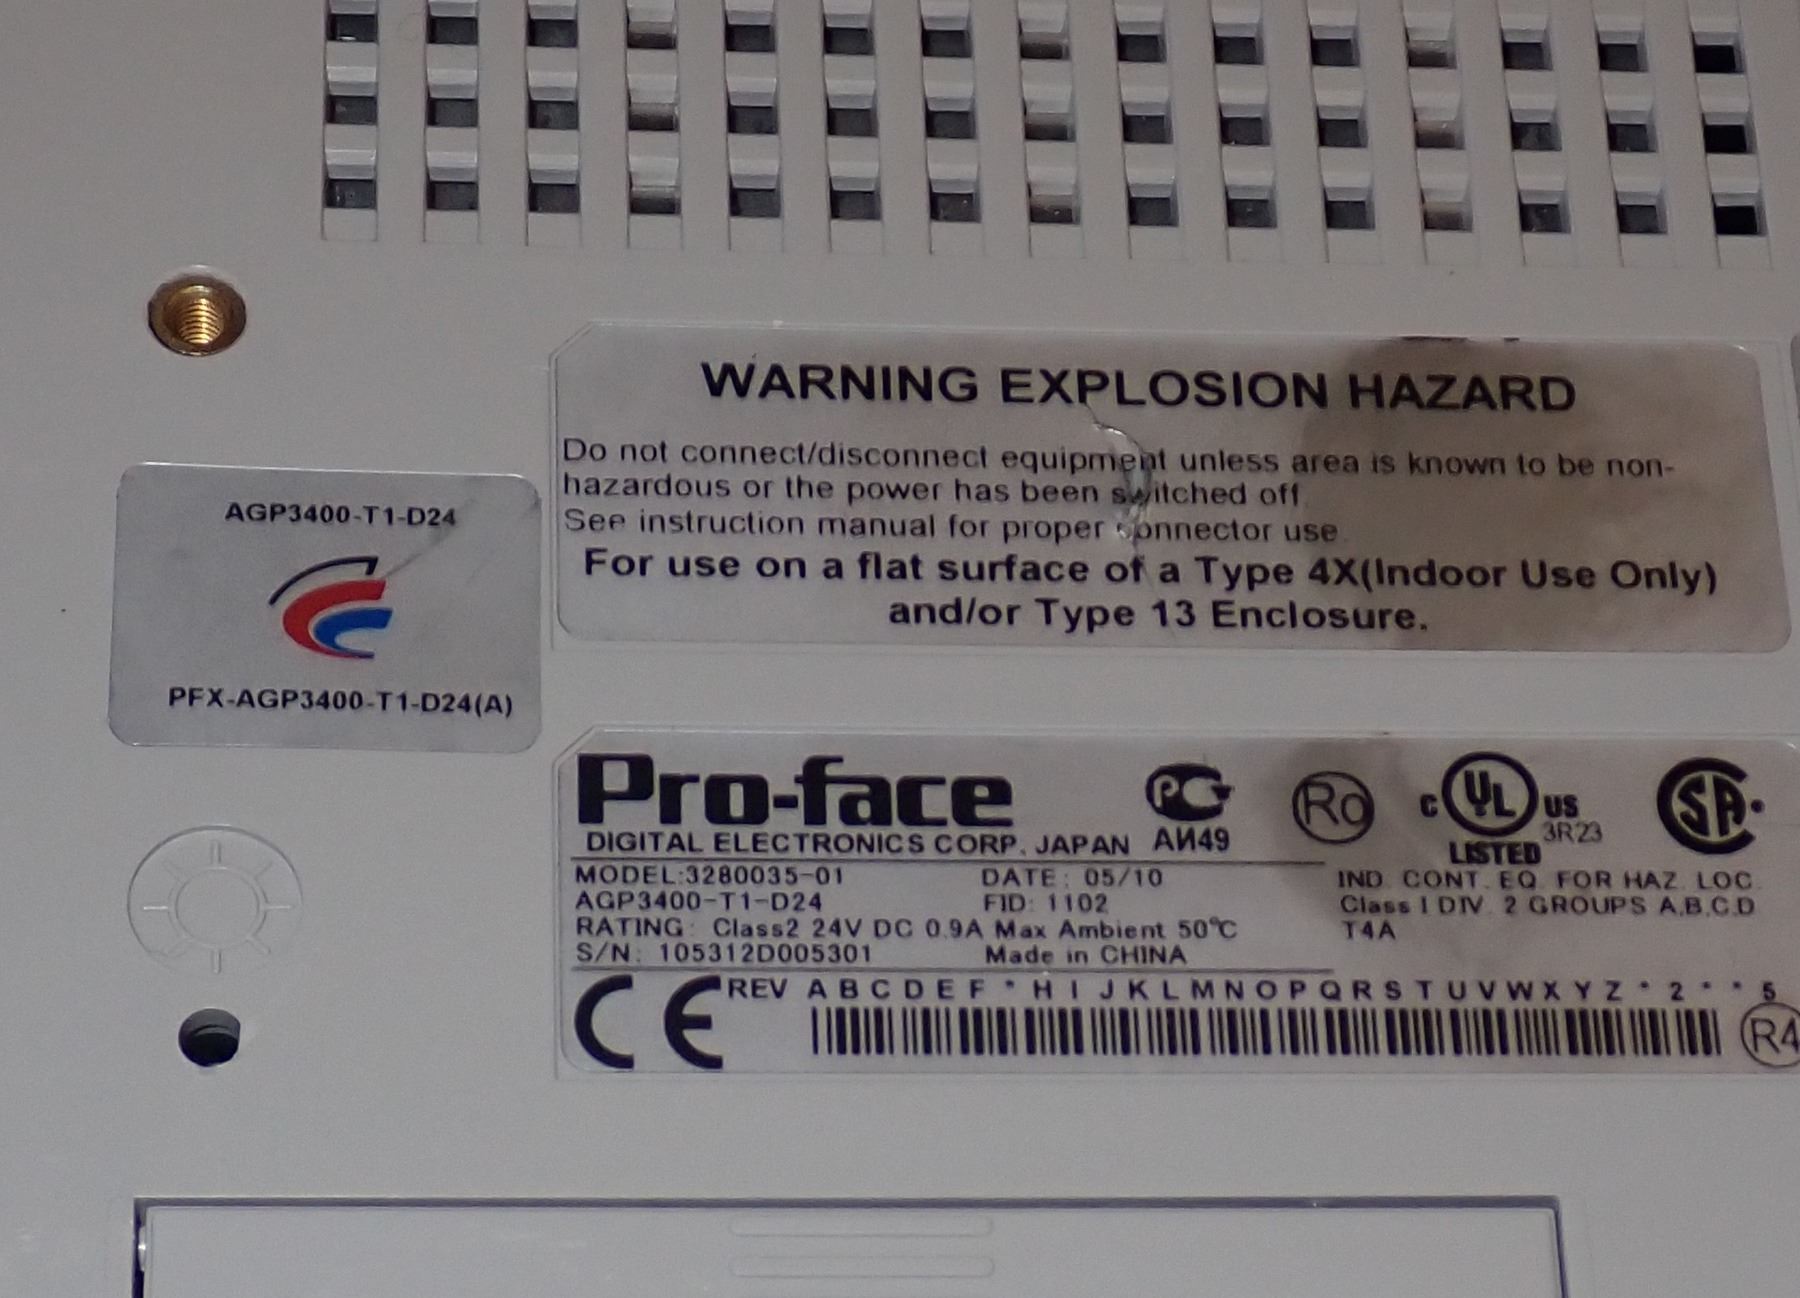 WARNING EXPLOSION HAZARD
Do not connect/disconnect equipment unless area is known to be non-
hazardous or the power has been switched off.
See instruction manual for proper connector use.
For use on a flat surface of a Type 4X(Indoor Use Only)
and/or Type 13 Enclosure.
AGP3400-T1-D24
PFX-AGP3400-T1-D24(A)
Pro-face
DIGITAL ELECTRONICS CORP. JAPAN
PC
АИ49
Ro
C UL US
LISTED
3R23
SA
MODEL:3280035-01 DATE: 05/10
AGP3400-T1-D24 FID: 1102
RATING: Class2 24V DC 0.9A Max Ambient 50℃
S/N: 105312D005301 Made in CHINA
IND. CONT. EQ. FOR HAZ. LOC.
Class I DIV. 2 GROUPS A,B,C,D
T4A
CE
REV A B C D E F * H I J K L M N O P Q R S T U V W X Y Z * 2 * * 5
R4